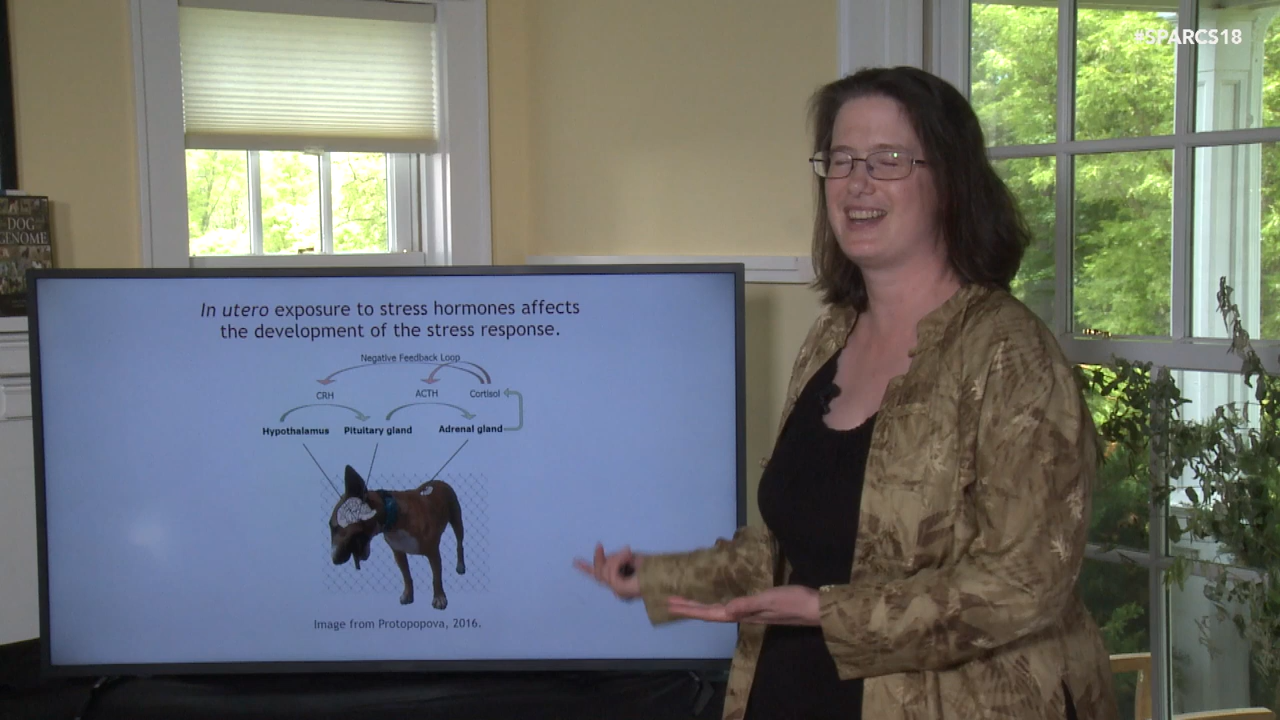 #SPARCS18
DOG
GENOME
In utero exposure to stress hormones affects
the development of the stress response.
Negative Feedback Loop
CRH
ACTH
Cortisol
Hypothalamus
Pituitary gland
Adrenal gland
Image from Protopopova, 2016.